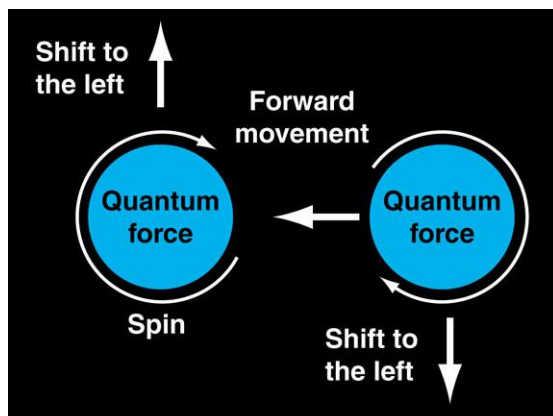 Shift to
the left
Forward
movement
Quantum
force
Quantum
force
Spin
Shift to
the left